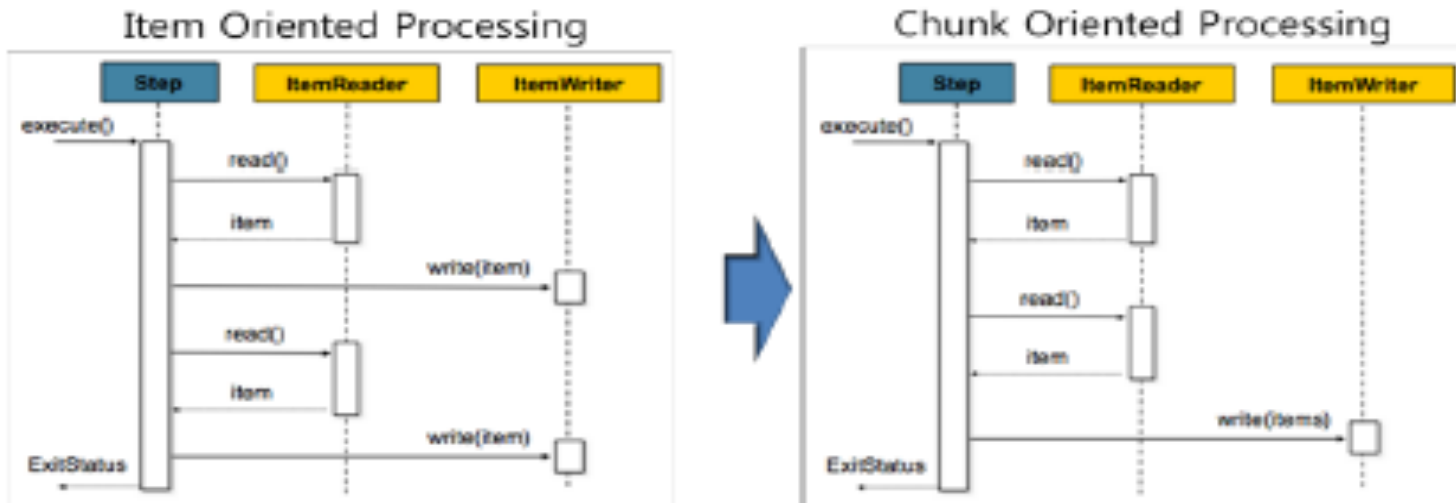 Item Oriented Processing
Step ItemReader ItemWriter
execute()
read()
item
write(item)
read()
item
write(item)
ExitStatus
Chunk Oriented Processing
Step ItemReader ItemWriter
execute()
read()
item
read()
item
write(items)
ExitStatus